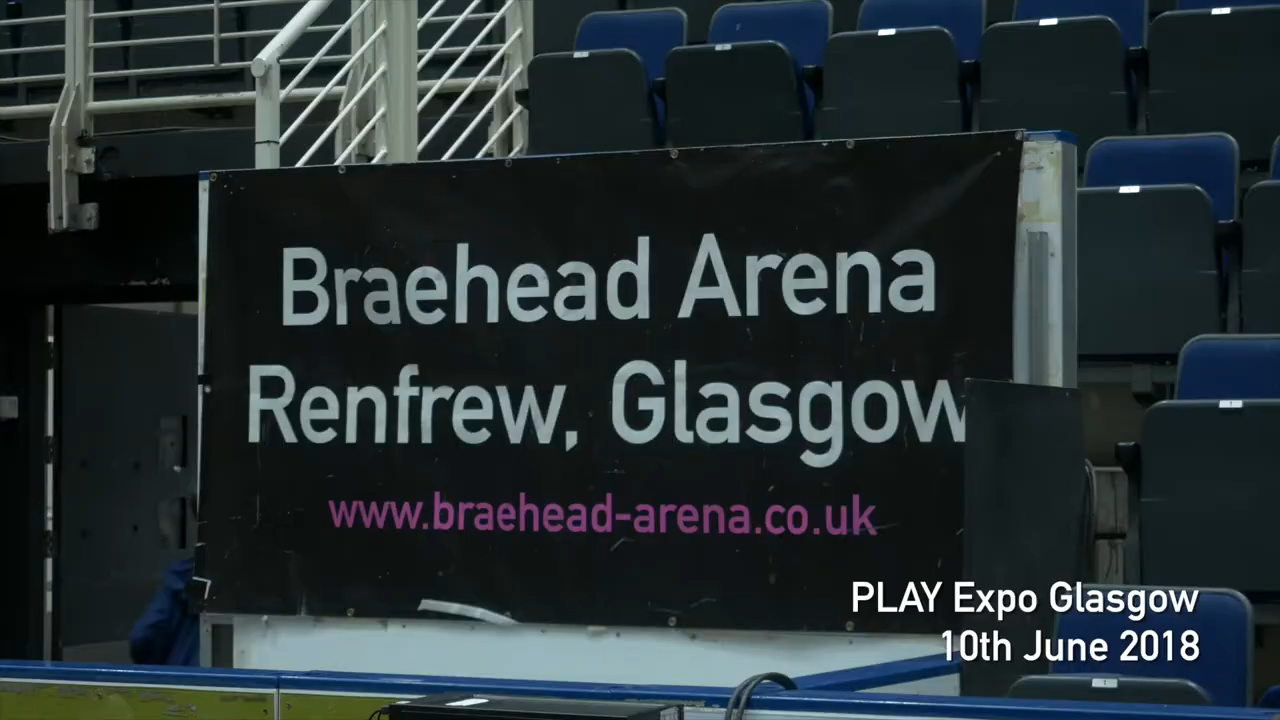 Braehead Arena
Renfrew, Glasgow
www.braehead-arena.co.uk
PLAY Expo Glasgow
10th June 2018